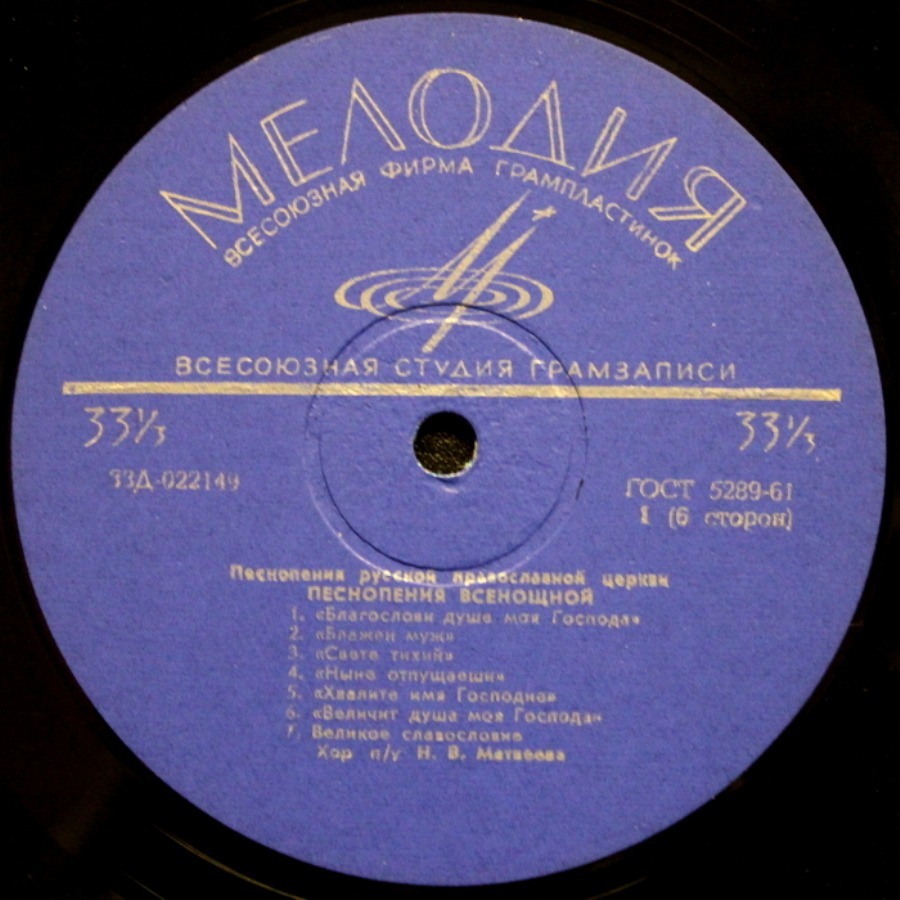 МЕЛОДИЯ
ВСЕСОЮЗНАЯ ФИРМА ГРАМПЛАСТИНОК
ВСЕСОЮЗНАЯ СТУДИЯ ГРАМЗАПИСИ
33⅓ 33⅓
33Д-022149 ГОСТ 5289-61
1 (6 сторон)
Песнопения русской православной церкви
ПЕСНОПЕНИЯ ВСЕНОЩНОЙ
1. «Благослови душе моя Господа»
2. «Блажен муж»
3. «Свете тихий»
4. «Ныне отпущаеши»
5. «Хвалите имя Господне»
6. «Величит душа моя Господа»
7. Великое славословие
Хор п/у Н. В. Матвеева